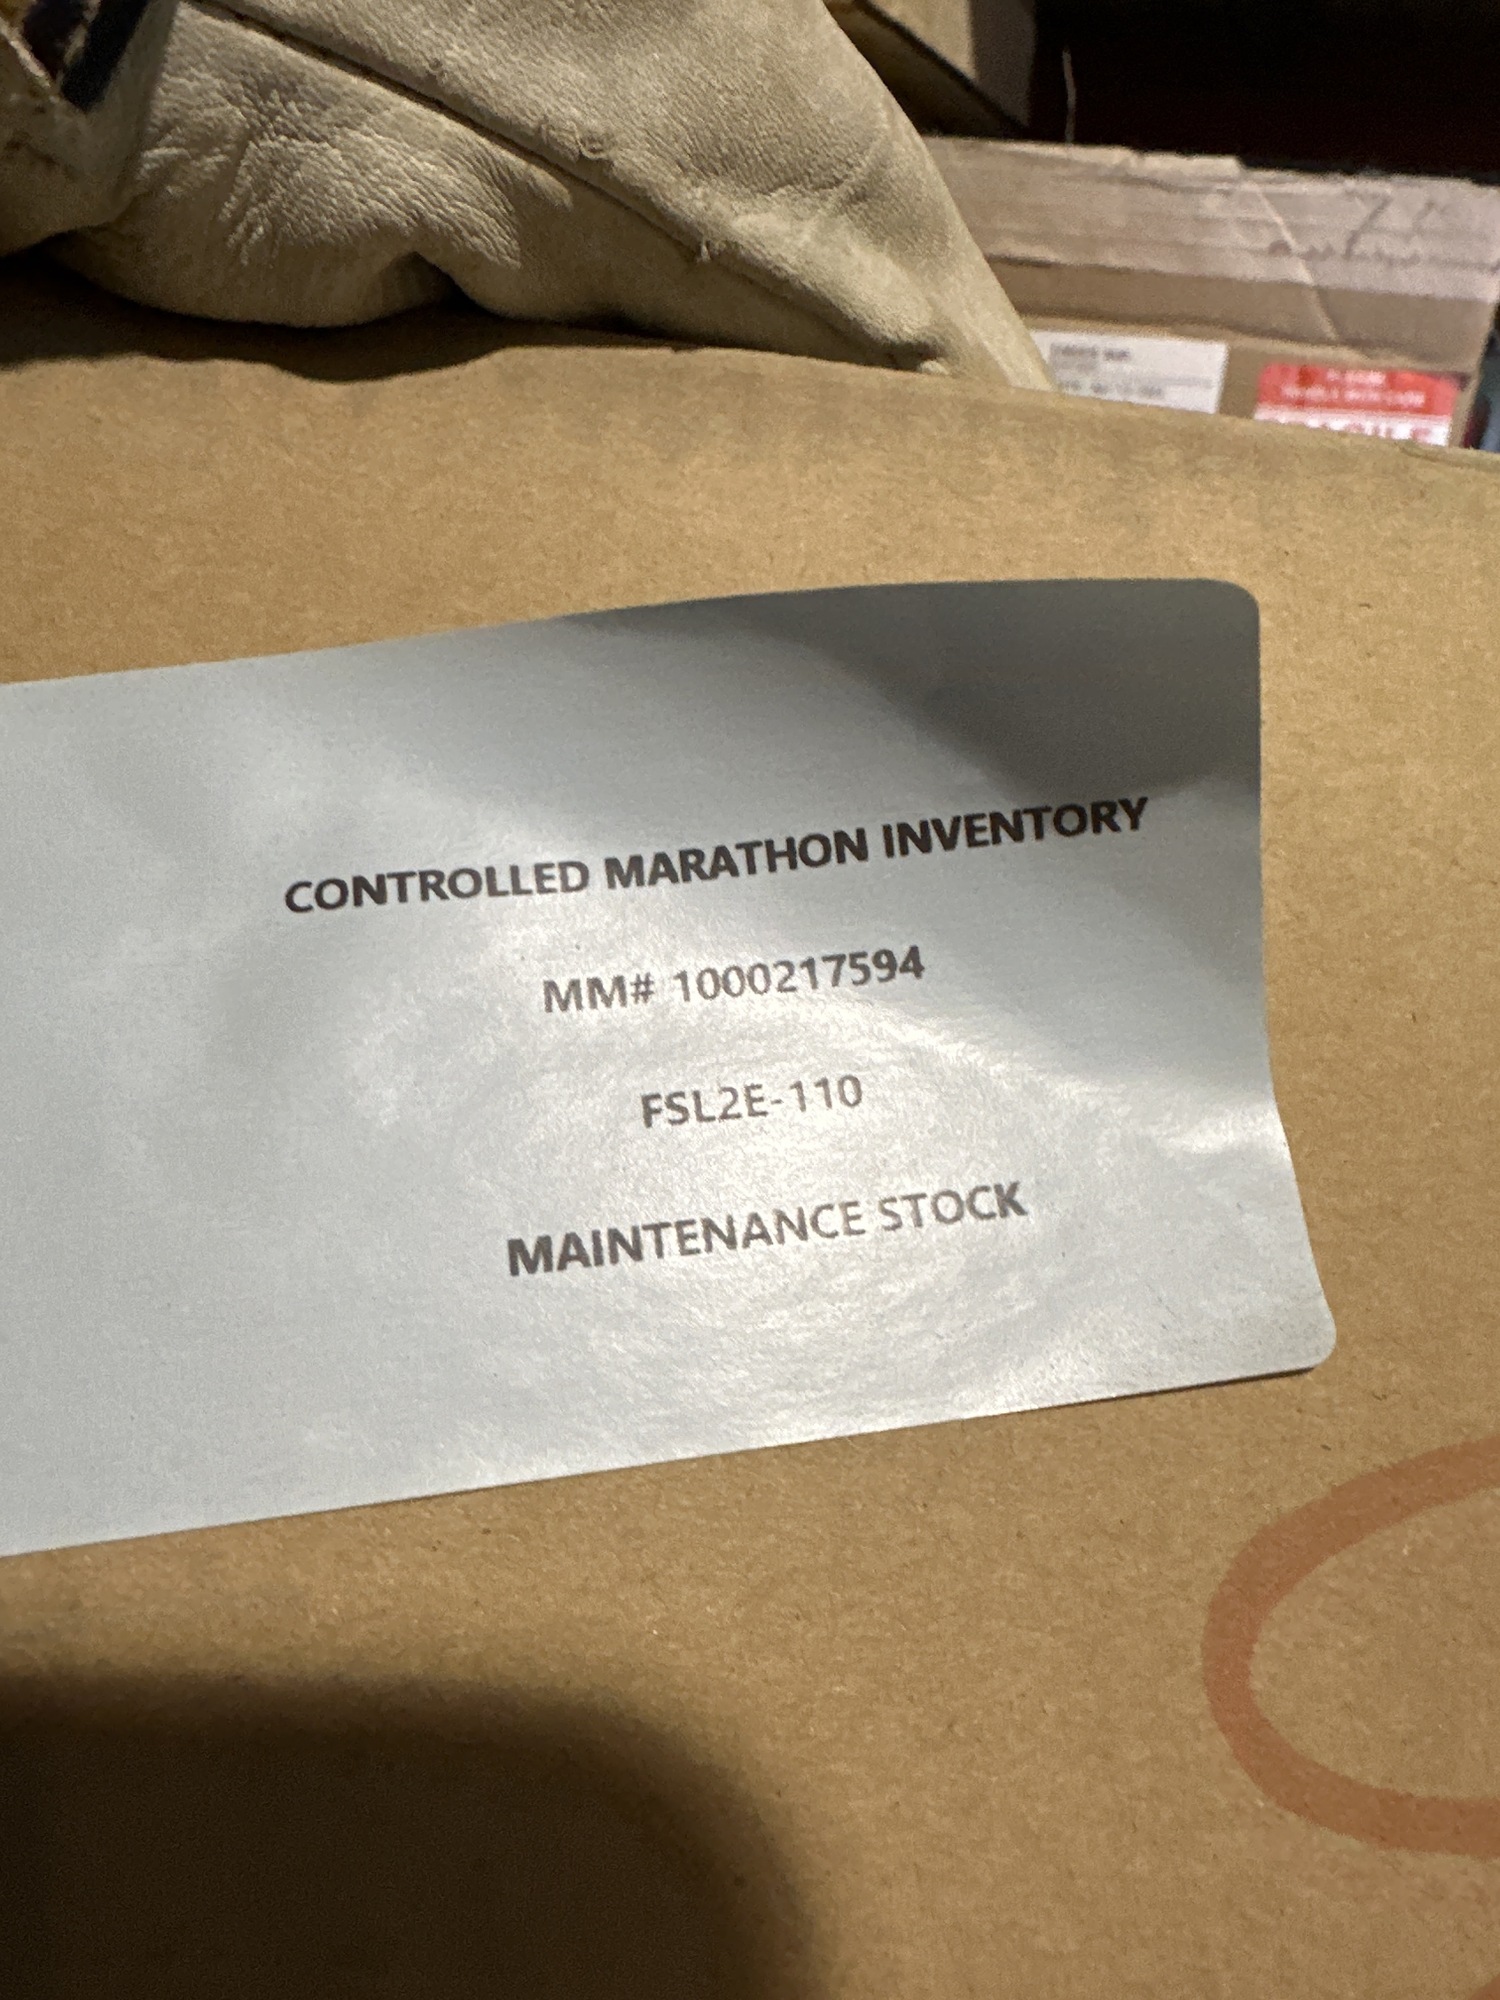 CONTROLLED MARATHON INVENTORY
MM# 1000217594
FSL2E-110
MAINTENANCE STOCK